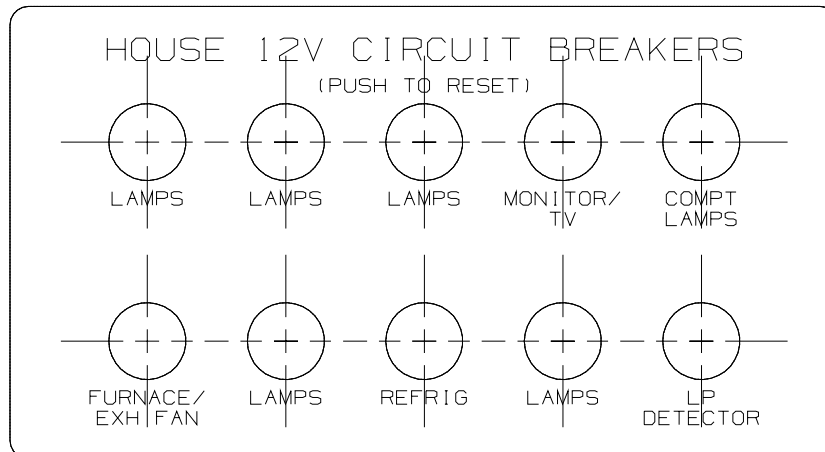 HOUSE 12V CIRCUIT BREAKERS
(PUSH TO RESET)
LAMPS LAMPS LAMPS MONITOR/ COMPT
TV LAMPS
FURNACE/ LAMPS REFRIG LAMPS LP
EXH FAN DETECTOR